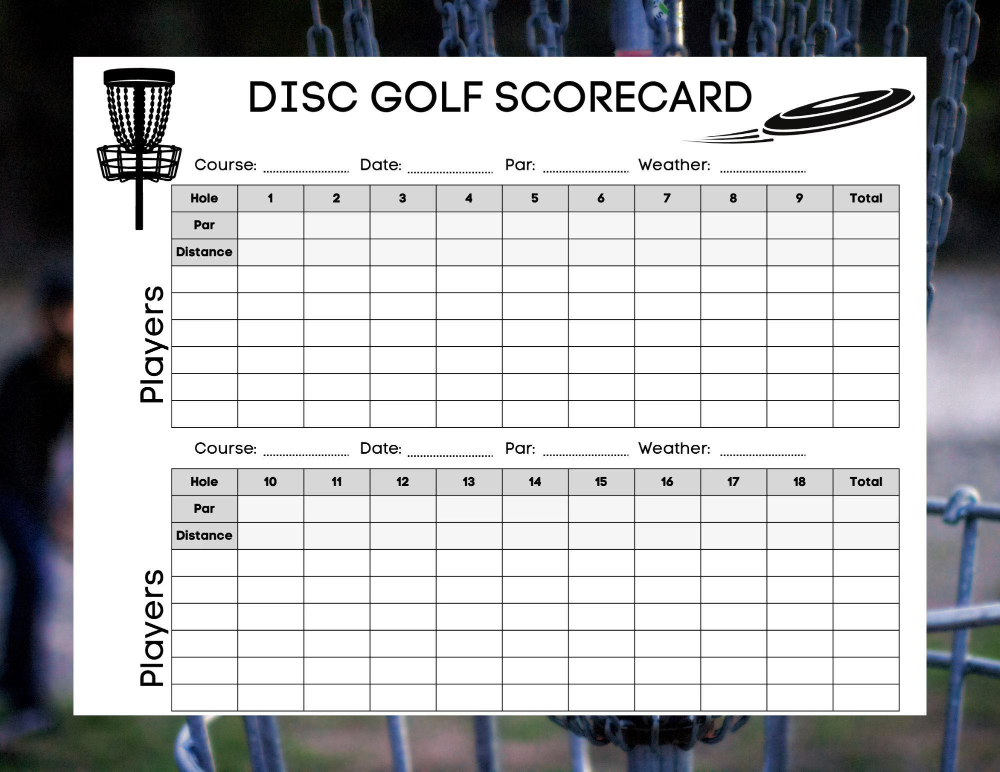 DISC GOLF SCORECARD
Course: Date: Par: Weather:
Hole 1 2 3 4 5 6 7 8 9 Total
Par
Distance
Players
Course: Date: Par: Weather:
Hole 10 11 12 13 14 15 16 17 18 Total
Par
Distance
Players